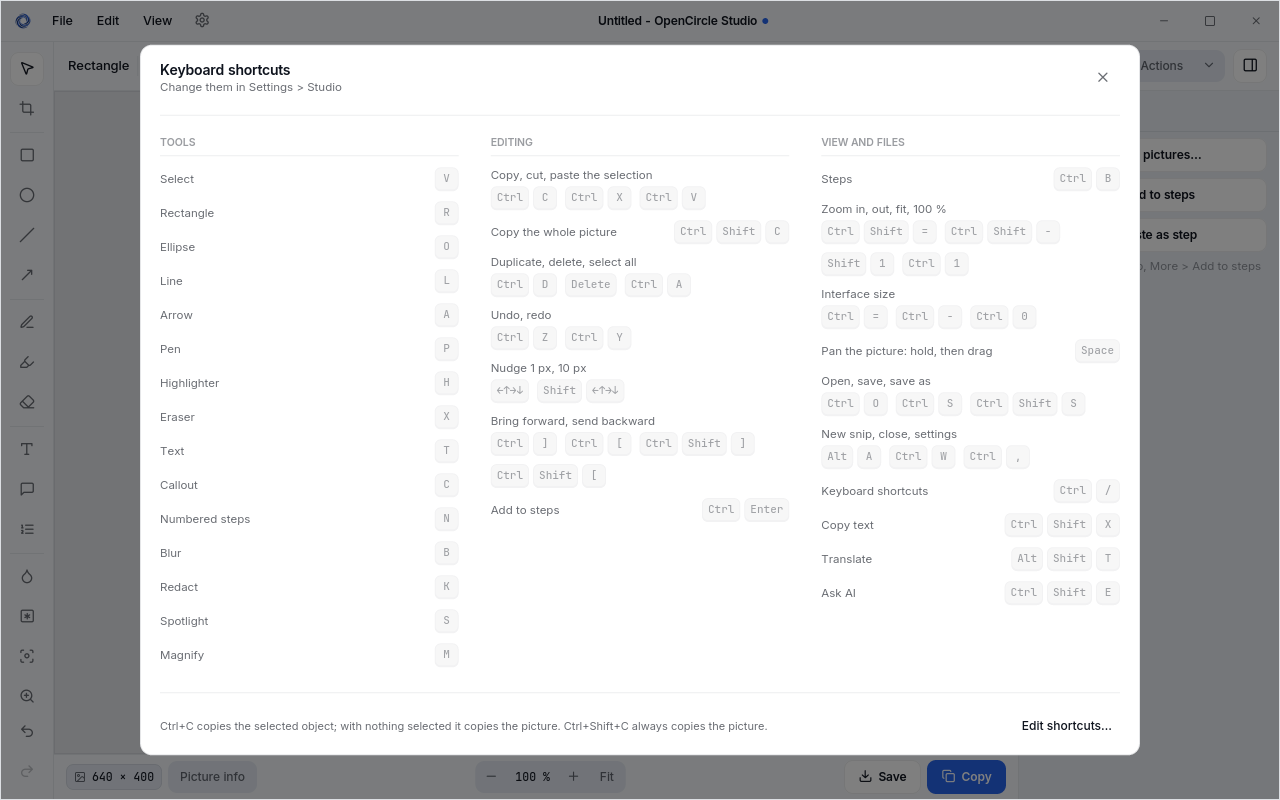 File Edit View Untitled - OpenCircle Studio
Rectangle
Actions
Keyboard shortcuts
Change them in Settings > Studio
TOOLS
Select V
Rectangle R
Ellipse O
Line L
Arrow A
Pen P
Highlighter H
Eraser X
Text T
Callout C
Numbered steps N
Blur B
Redact K
Spotlight S
Magnify M
EDITING
Copy, cut, paste the selection
Ctrl C Ctrl X Ctrl V
Copy the whole picture Ctrl Shift C
Duplicate, delete, select all
Ctrl D Delete Ctrl A
Undo, redo
Ctrl Z Ctrl Y
Nudge 1 px, 10 px
←↑→↓ Shift ←↑→↓
Bring forward, send backward
Ctrl ] Ctrl [ Ctrl Shift ]
Ctrl Shift [
Add to steps Ctrl Enter
VIEW AND FILES
Steps Ctrl B
Zoom in, out, fit, 100 %
Ctrl Shift = Ctrl Shift -
Shift 1 Ctrl 1
Interface size
Ctrl = Ctrl - Ctrl 0
Pan the picture: hold, then drag Space
Open, save, save as
Ctrl O Ctrl S Ctrl Shift S
New snip, close, settings
Alt A Ctrl W Ctrl ,
Keyboard shortcuts Ctrl /
Copy text Ctrl Shift X
Translate Alt Shift T
Ask AI Ctrl Shift E
pictures...
to steps
as step
More > Add to steps
Ctrl+C copies the selected object; with nothing selected it copies the picture. Ctrl+Shift+C always copies the picture.
Edit shortcuts...
640 × 400 Picture info 100 % Fit Save Copy